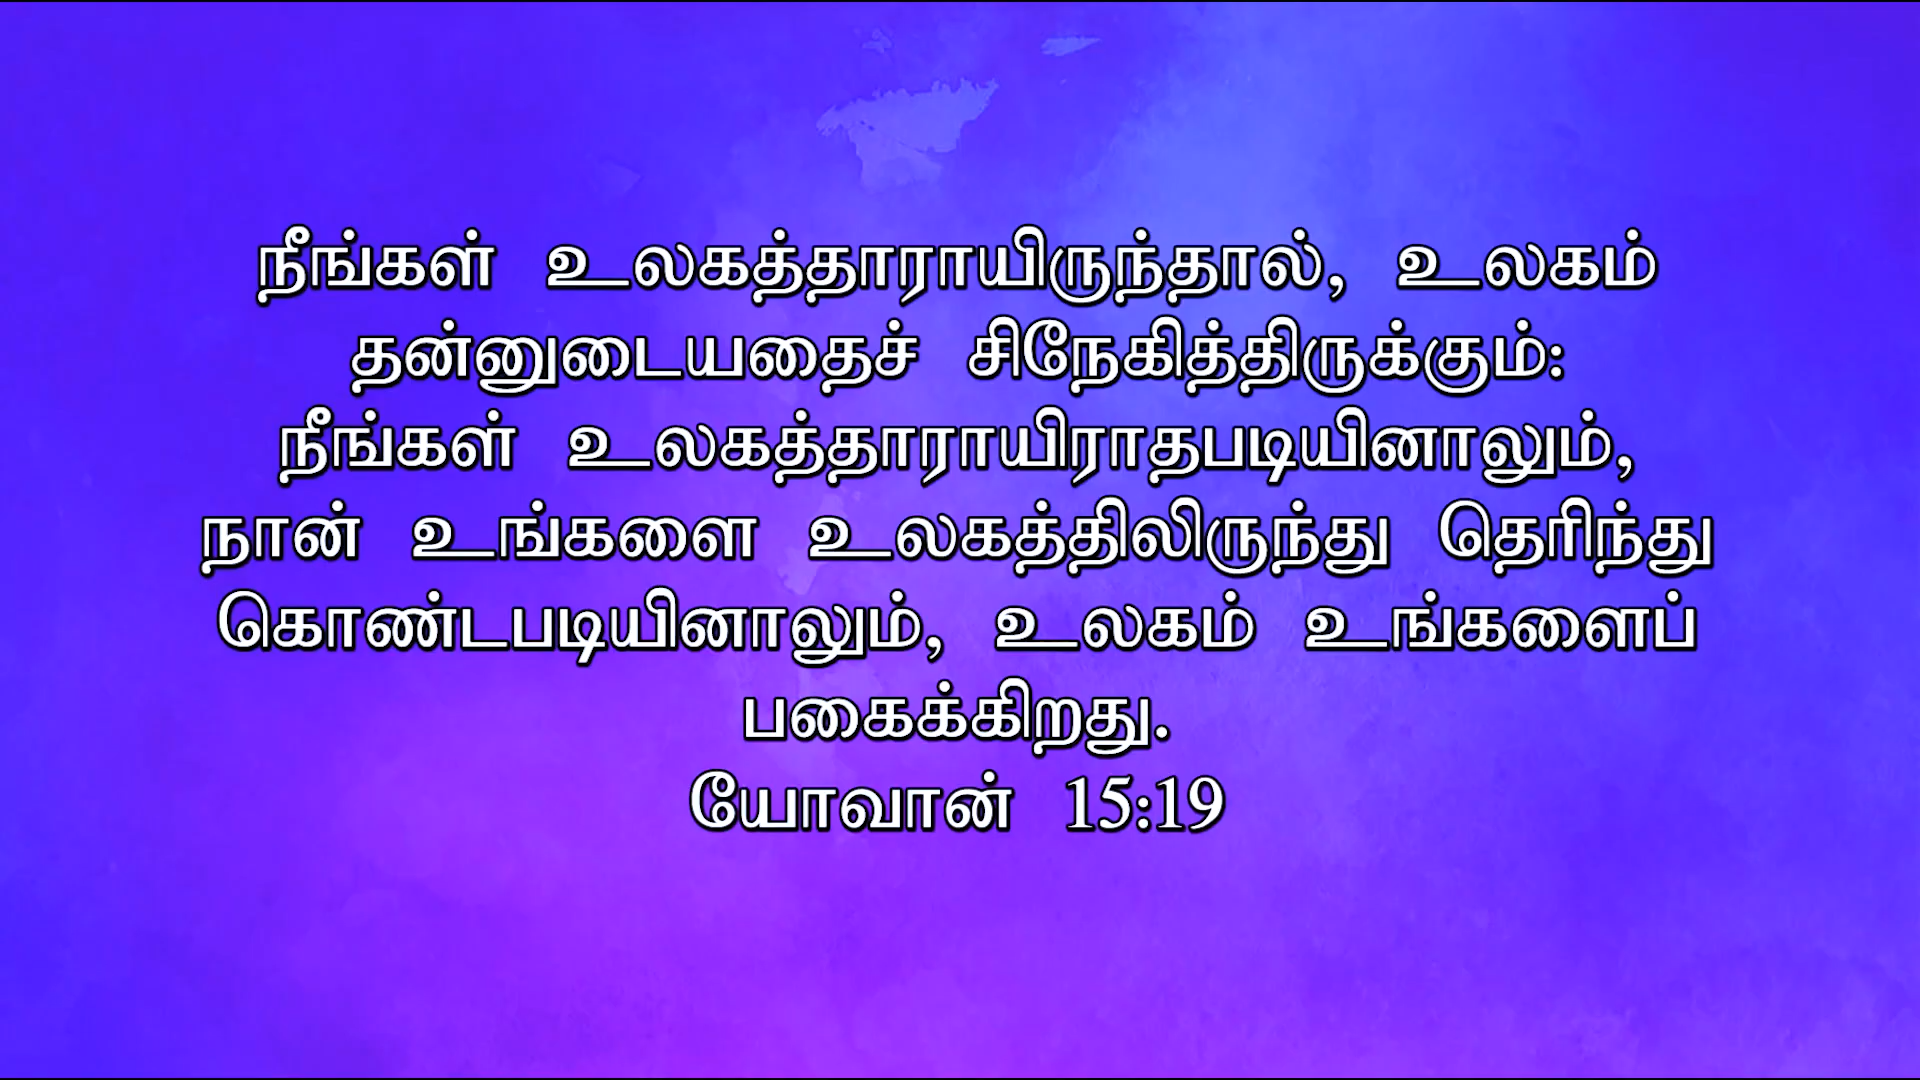 நீங்கள் உலகத்தாராயிருந்தால், உலகம்
தன்னுடையதைச் சிநேகித்திருக்கும்:
நீங்கள் உலகத்தாராயிராதபடியினாலும்,
நான் உங்களை உலகத்திலிருந்து தெரிந்து
கொண்டபடியினாலும், உலகம் உங்களைப்
பகைக்கிறது.
யோவான் 15:19